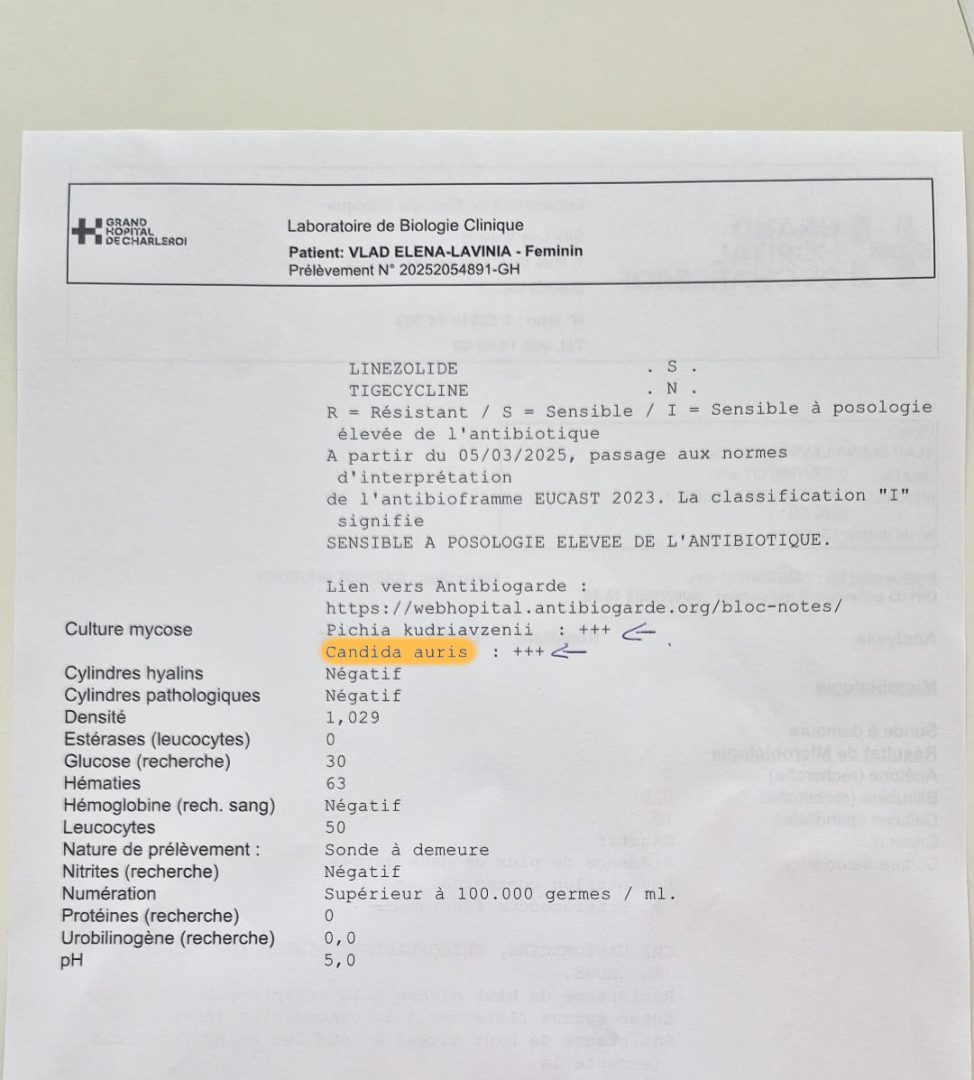 GRAND
HOPITAL
DE CHARLEROI
Laboratoire de Biologie Clinique
Patient: VLAD ELENA-LAVINIA - Feminin
Prélèvement N° 20252054891-GH
LINEZOLIDE . S .
TIGECYCLINE . N .
R = Résistant / S = Sensible / I = Sensible à posologie
élevée de l'antibiotique
A partir du 05/03/2025, passage aux normes
d'interprétation
de l'antibioframme EUCAST 2023. La classification "I"
signifie
SENSIBLE A POSOLOGIE ELEVEE DE L'ANTIBIOTIQUE.
Lien vers Antibiogarde :
https://webhopital.antibiogarde.org/bloc-notes/
Culture mycose Pichia kudriavzenii : +++
Candida auris : +++
Cylindres hyalins Négatif
Cylindres pathologiques Négatif
Densité 1,029
Estérases (leucocytes) 0
Glucose (recherche) 30
Hématies 63
Hémoglobine (rech. sang) Négatif
Leucocytes 50
Nature de prélèvement : Sonde à demeure
Nitrites (recherche) Négatif
Numération Supérieur à 100.000 germes / ml.
Protéines (recherche) 0
Urobilinogène (recherche) 0,0
pH 5,0